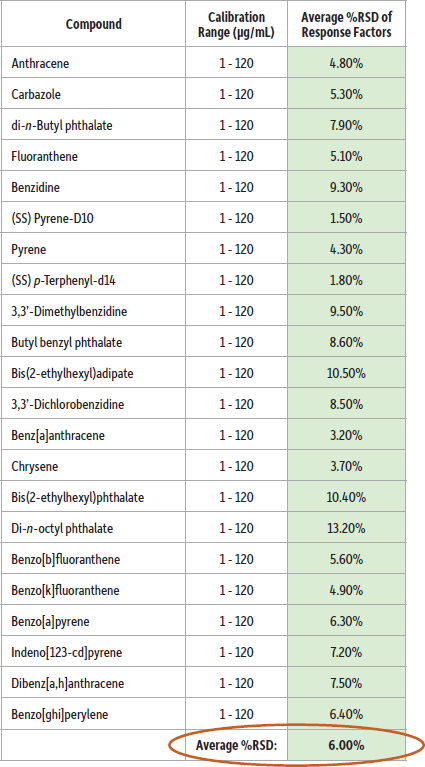 Compound Calibration Range (µg/mL) Average %RSD of Response Factors
Anthracene 1 - 120 4.80%
Carbazole 1 - 120 5.30%
di-n-Butyl phthalate 1 - 120 7.90%
Fluoranthene 1 - 120 5.10%
Benzidine 1 - 120 9.30%
(SS) Pyrene-D10 1 - 120 1.50%
Pyrene 1 - 120 4.30%
(SS) p-Terphenyl-d14 1 - 120 1.80%
3,3'-Dimethylbenzidine 1 - 120 9.50%
Butyl benzyl phthalate 1 - 120 8.60%
Bis(2-ethylhexyl)adipate 1 - 120 10.50%
3,3'-Dichlorobenzidine 1 - 120 8.50%
Benz[a]anthracene 1 - 120 3.20%
Chrysene 1 - 120 3.70%
Bis(2-ethylhexyl)phthalate 1 - 120 10.40%
Di-n-octyl phthalate 1 - 120 13.20%
Benzo[b]fluoranthene 1 - 120 5.60%
Benzo[k]fluoranthene 1 - 120 4.90%
Benzo[a]pyrene 1 - 120 6.30%
Indeno[123-cd]pyrene 1 - 120 7.20%
Dibenz[a,h]anthracene 1 - 120 7.50%
Benzo[ghi]perylene 1 - 120 6.40%
Average %RSD: 6.00%